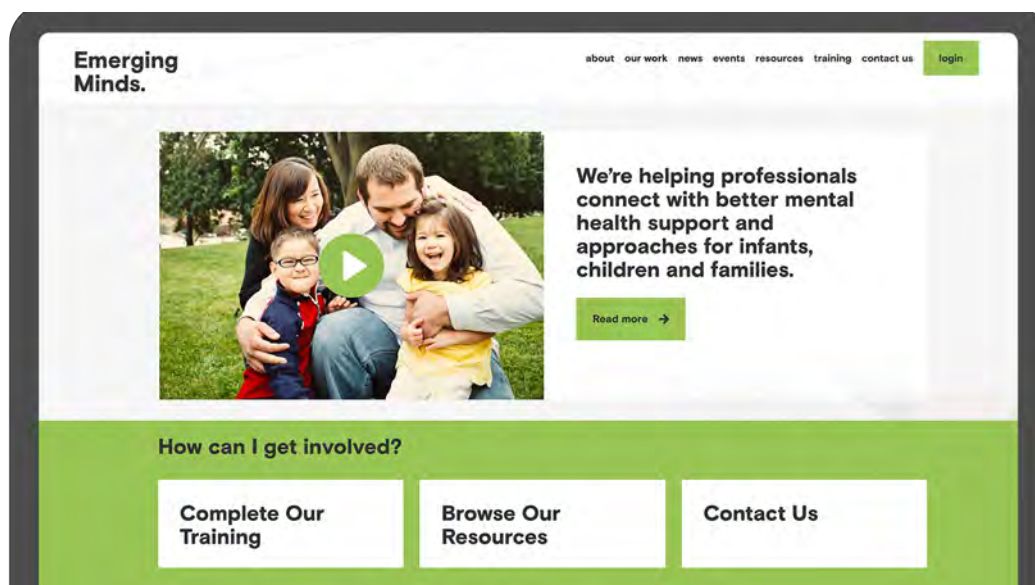 Emerging
Minds.
about our work news events resources training contact us login
We're helping professionals
connect with better mental
health support and
approaches for infants,
children and families.
Read more →
How can I get involved?
Complete Our
Training
Browse Our
Resources
Contact Us